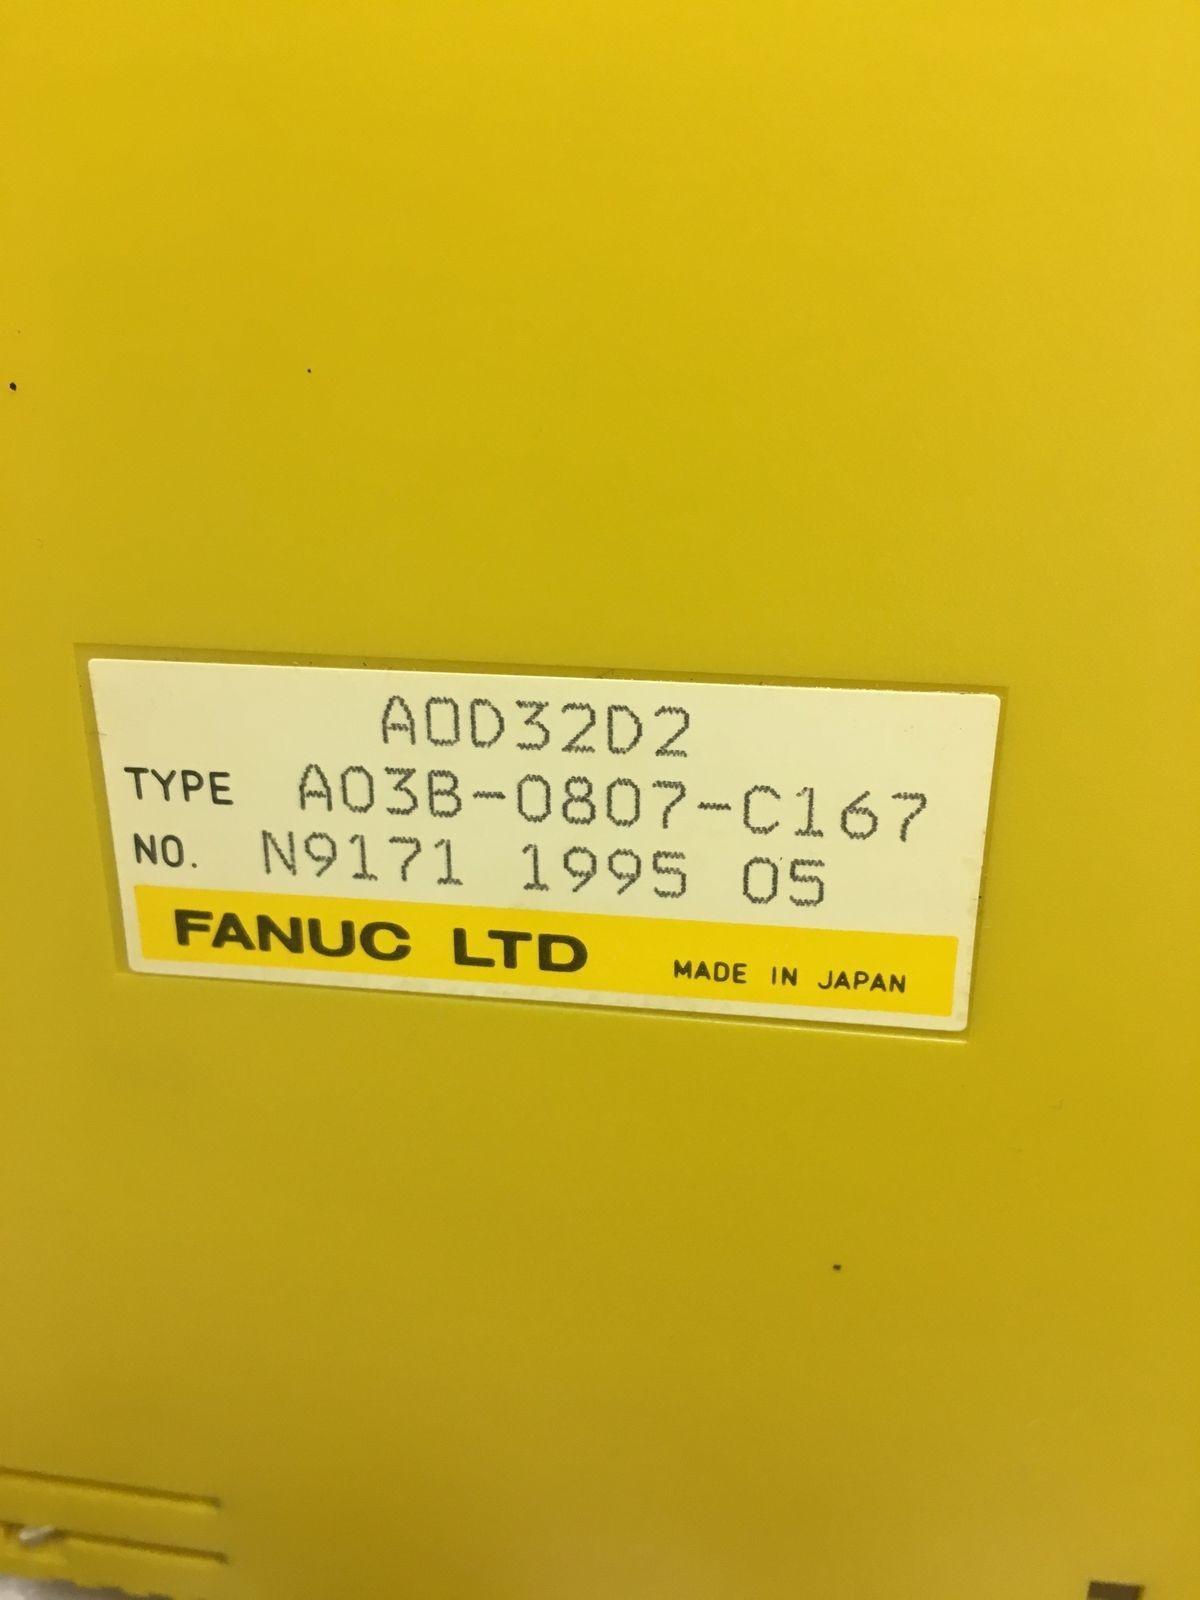 AOD32D2
TYPE A03B-0807-C167
NO. N9171 1995 05
FANUC LTD MADE IN JAPAN